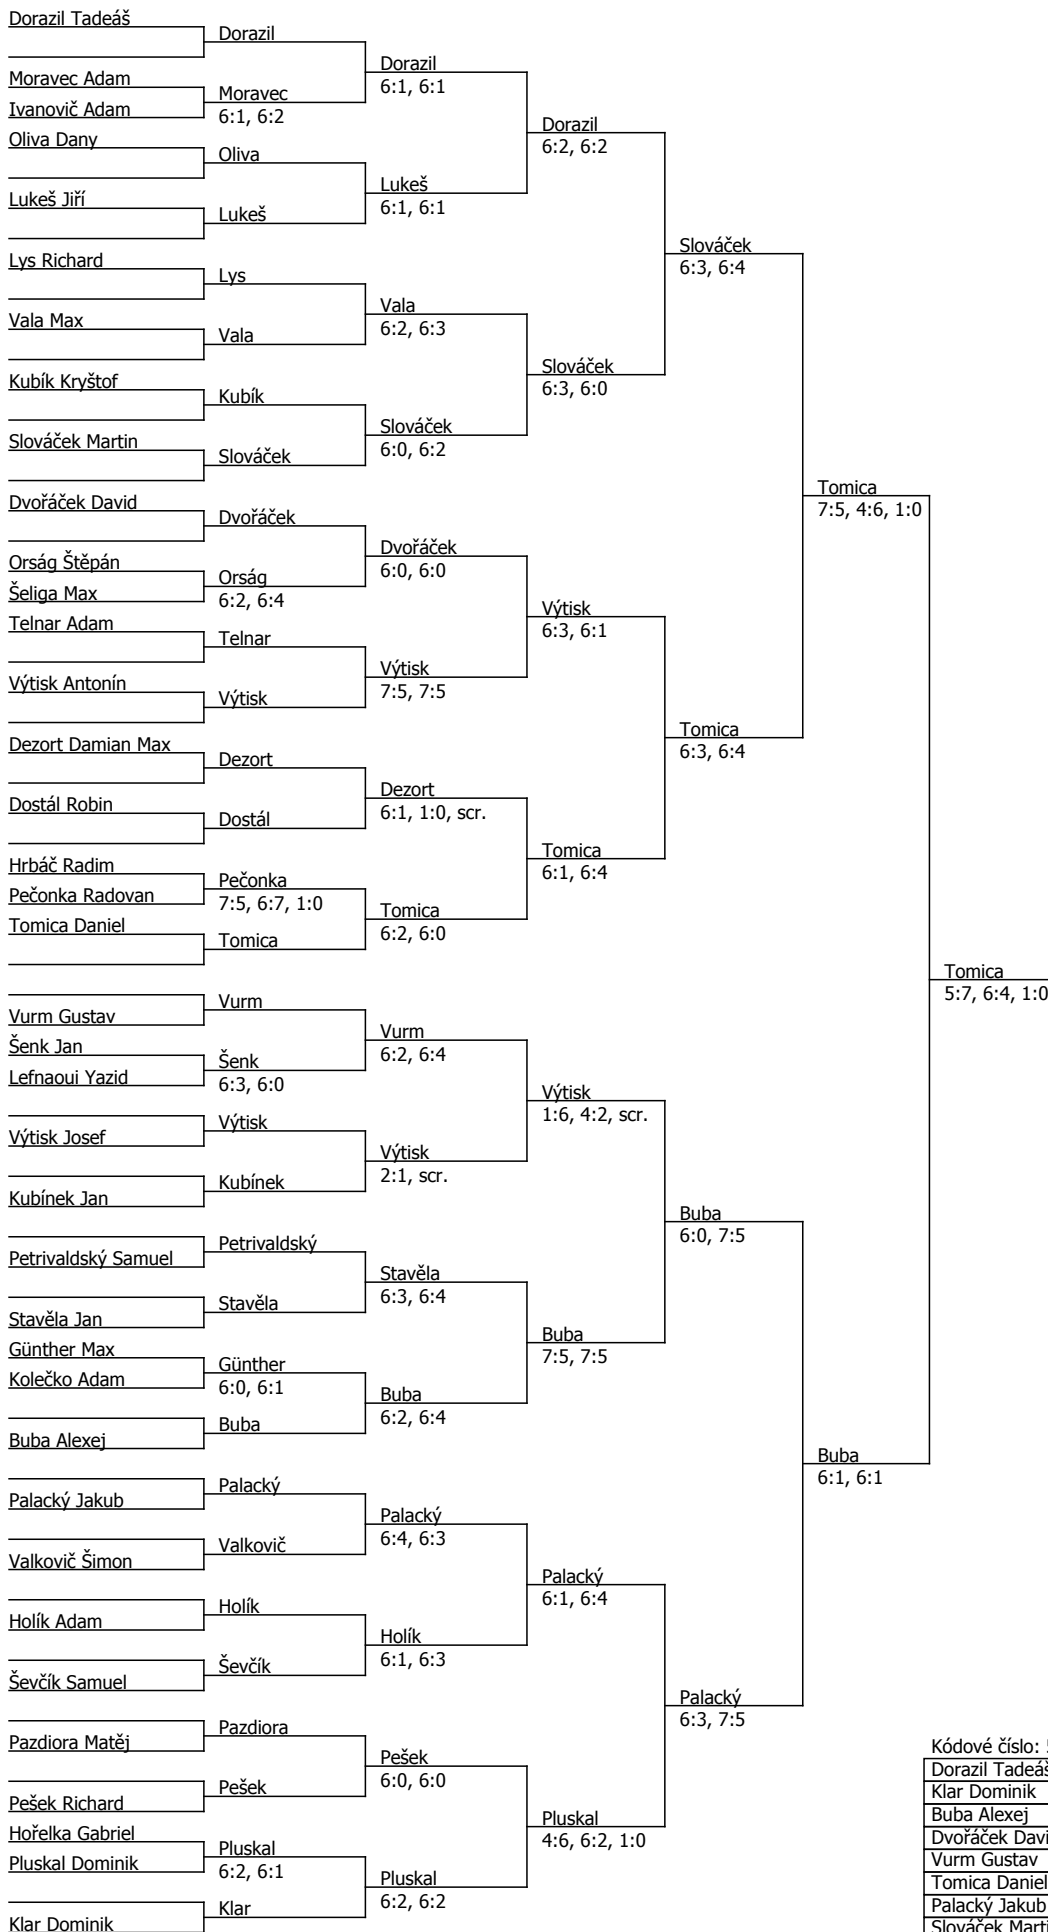 Dorazil Tadeáš
Moravec Adam
Ivanovič Adam
Oliva Dany
Lukeš Jiří
Lys Richard
Vala Max
Kubík Kryštof
Slováček Martin
Dvořáček David
Orság Štěpán
Šeliga Max
Telnar Adam
Výtisk Antonín
Dezort Damian Max
Dostál Robin
Hrbáč Radim
Pečonka Radovan
Tomica Daniel
Vurm Gustav
Šenk Jan
Lefnaoui Yazid
Výtisk Josef
Kubínek Jan
Petrivaldský Samuel
Stavěla Jan
Günther Max
Kolečko Adam
Buba Alexej
Palacký Jakub
Valkovič Šimon
Holík Adam
Ševčík Samuel
Pazdiora Matěj
Pešek Richard
Hořelka Gabriel
Pluskal Dominik
Klar Dominik
Dorazil
Moravec
6:1, 6:2
Oliva
Lukeš
Lys
Vala
Kubík
Slováček
Dvořáček
Orság
6:2, 6:4
Telnar
Výtisk
Dezort
Dostál
Pečonka
7:5, 6:7, 1:0
Tomica
Vurm
Šenk
6:3, 6:0
Výtisk
Kubínek
Petrivaldský
Stavěla
Günther
6:0, 6:1
Buba
Palacký
Valkovič
Holík
Ševčík
Pazdiora
Pešek
Pluskal
6:2, 6:1
Klar
Dorazil
6:1, 6:1
Lukeš
6:1, 6:1
Vala
6:2, 6:3
Slováček
6:0, 6:2
Dvořáček
6:0, 6:0
Výtisk
7:5, 7:5
Dezort
6:1, 1:0, scr.
Tomica
6:2, 6:0
Vurm
6:2, 6:4
Výtisk
2:1, scr.
Stavěla
6:3, 6:4
Buba
6:2, 6:4
Palacký
6:4, 6:3
Holík
6:1, 6:3
Pešek
6:0, 6:0
Pluskal
6:2, 6:2
Dorazil
6:2, 6:2
Slováček
6:3, 6:0
Výtisk
6:3, 6:1
Tomica
6:1, 6:4
Výtisk
1:6, 4:2, scr.
Buba
7:5, 7:5
Palacký
6:1, 6:4
Pluskal
4:6, 6:2, 1:0
Slováček
6:3, 6:4
Tomica
6:3, 6:4
Buba
6:0, 7:5
Palacký
6:3, 7:5
Tomica
7:5, 4:6, 1:0
Buba
6:1, 6:1
Tomica
5:7, 6:4, 1:0
Kódové číslo:
Dorazil Tadeáš
Klar Dominik
Buba Alexej
Dvořáček Davi
Vurm Gustav
Tomica Daniel
Palacký Jakub
Slováček Marti